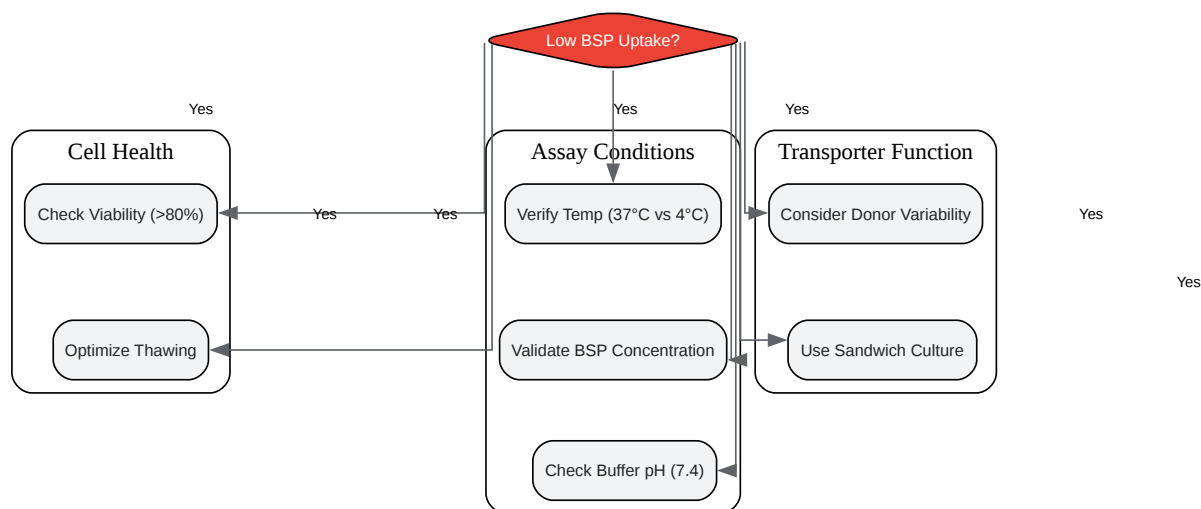 Low BSP Uptake?
Yes
Yes
Yes
Cell Health
Assay Conditions
Transporter Function
Check Viability (>80%)
Yes
Yes
Verify Temp (37°C vs 4°C)
Consider Donor Variability
Yes
Yes
Optimize Thawing
Validate BSP Concentration
Use Sandwich Culture
Check Buffer pH (7.4)